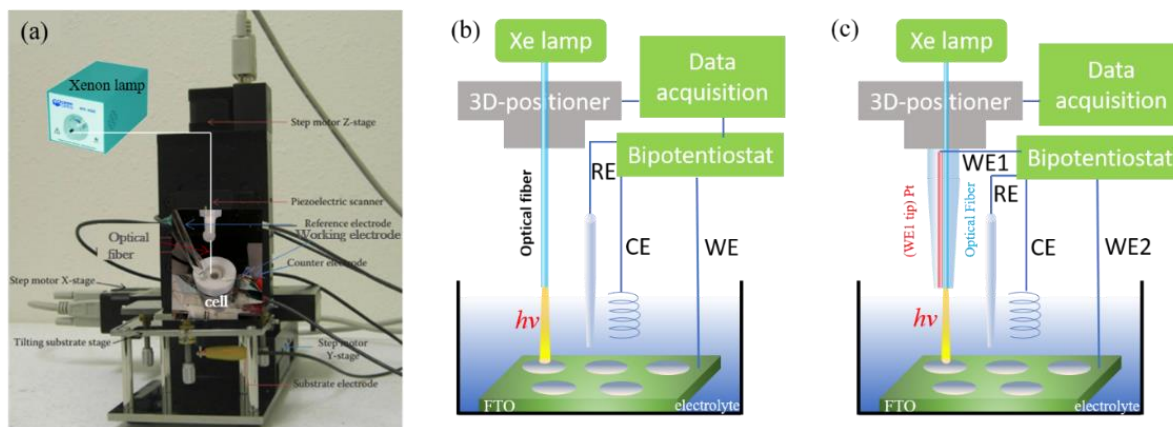 (a)
Xenon lamp
Step motor Z-stage
Piezoelectric scanner
Reference electrode
Optical
fiber
Working electrode
Counter electrode
Step motor X-stage
cell
Tilting substrate stage
Step motor
Y-stage
Substrate electrode
(b)
Xe lamp
3D-positioner
Data
acquisition
Bipotentiostat
Optical fiber
RE
CE
WE
hv
FTO
electrolyte
(c)
Xe lamp
3D-positioner
Data
acquisition
Bipotentiostat
WE1
RE
(WE1 tip) Pt
Optical Fiber
CE
WE2
hv
FTO
electrolyte